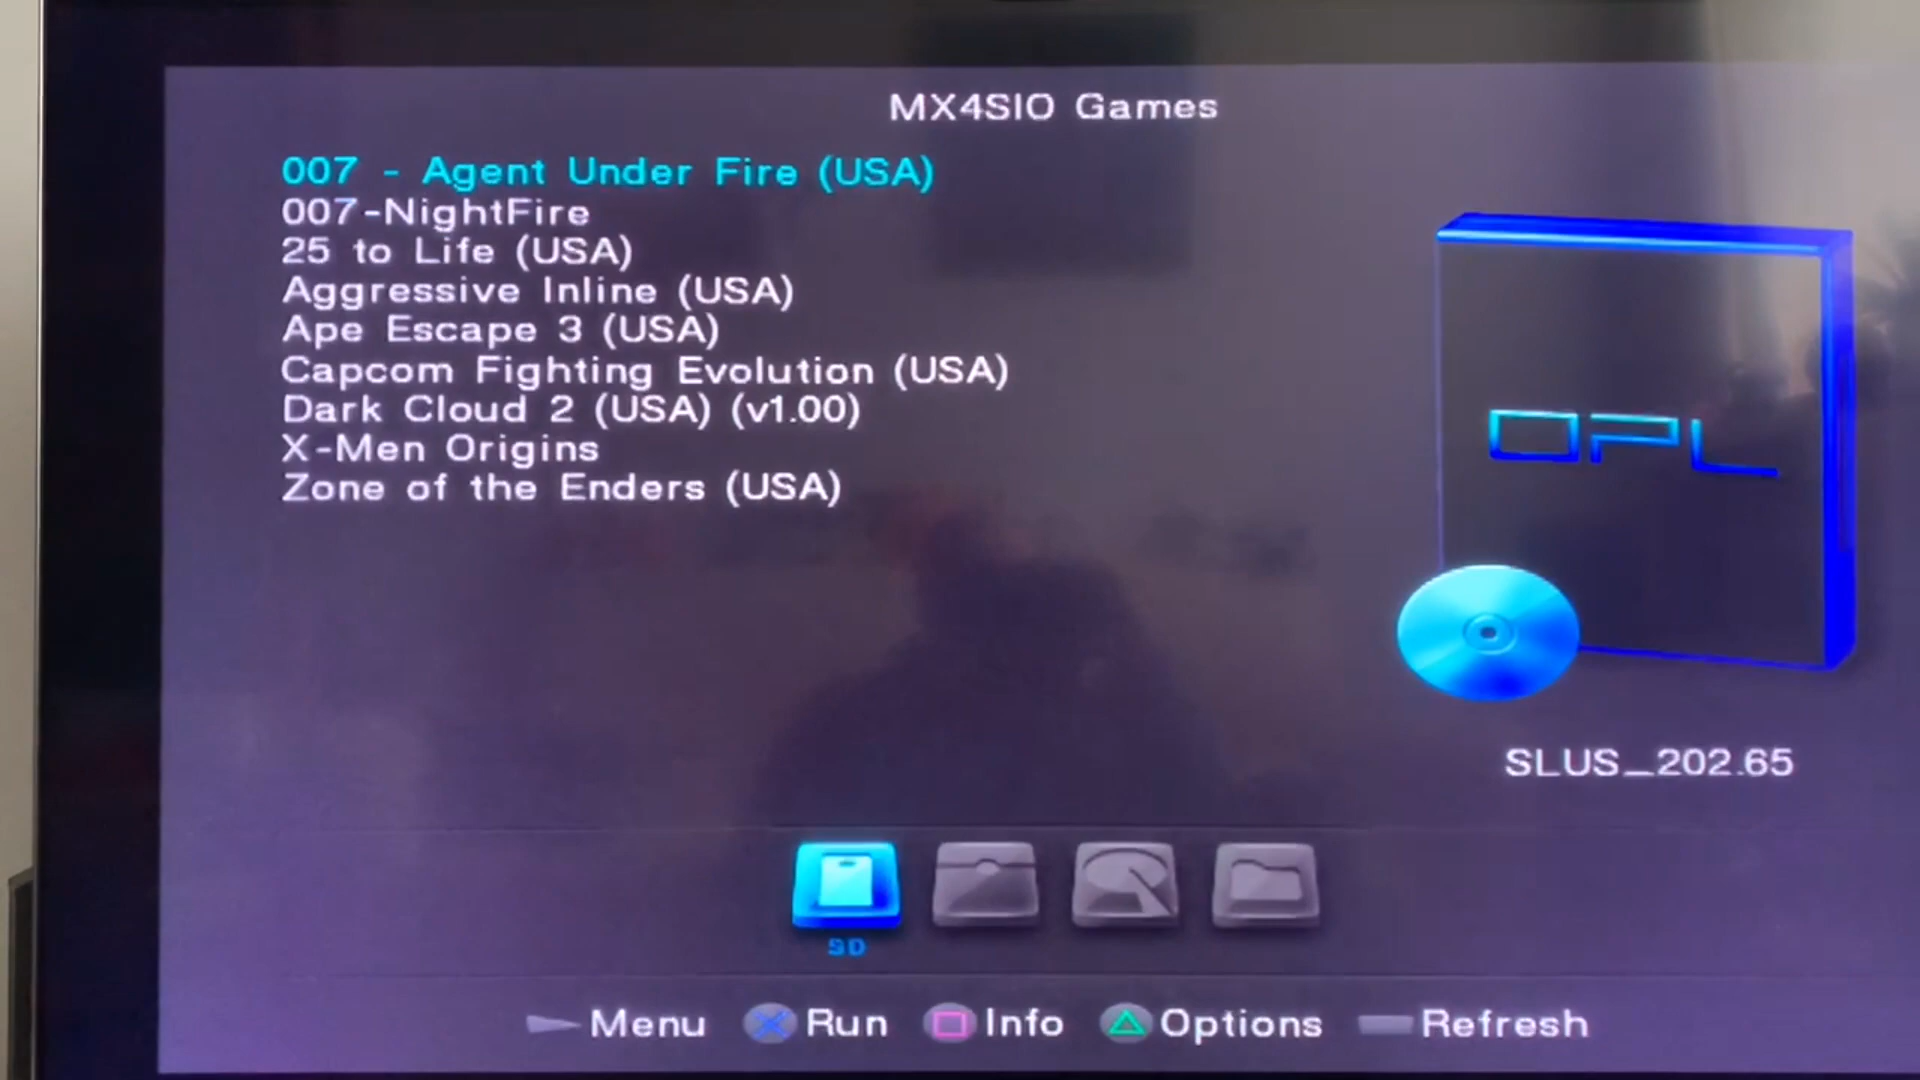 MX4SIO Games
007 - Agent Under Fire (USA)
007-NightFire
25 to Life (USA)
Aggressive Inline (USA)
Ape Escape 3 (USA)
Capcom Fighting Evolution (USA)
Dark Cloud 2 (USA) (v1.00)
X-Men Origins
Zone of the Enders (USA)
OPL
SLUS_202.65
SD
Menu Run Info Options Refresh